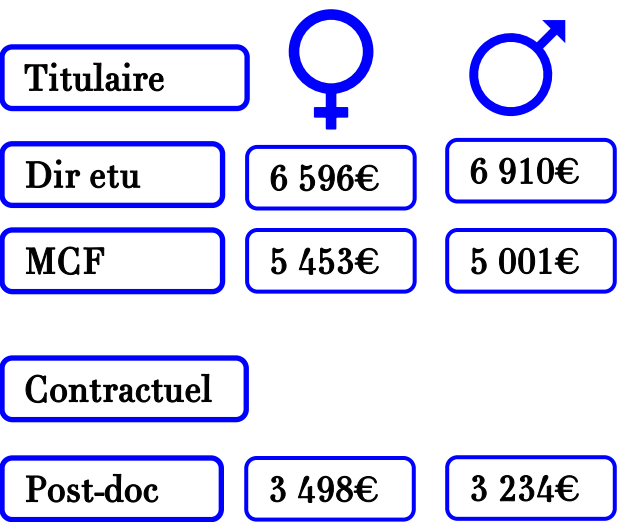 Titulaire
Dir etu 6 596€ 6 910€
MCF 5 453€ 5 001€
Contractuel
Post-doc 3 498€ 3 234€